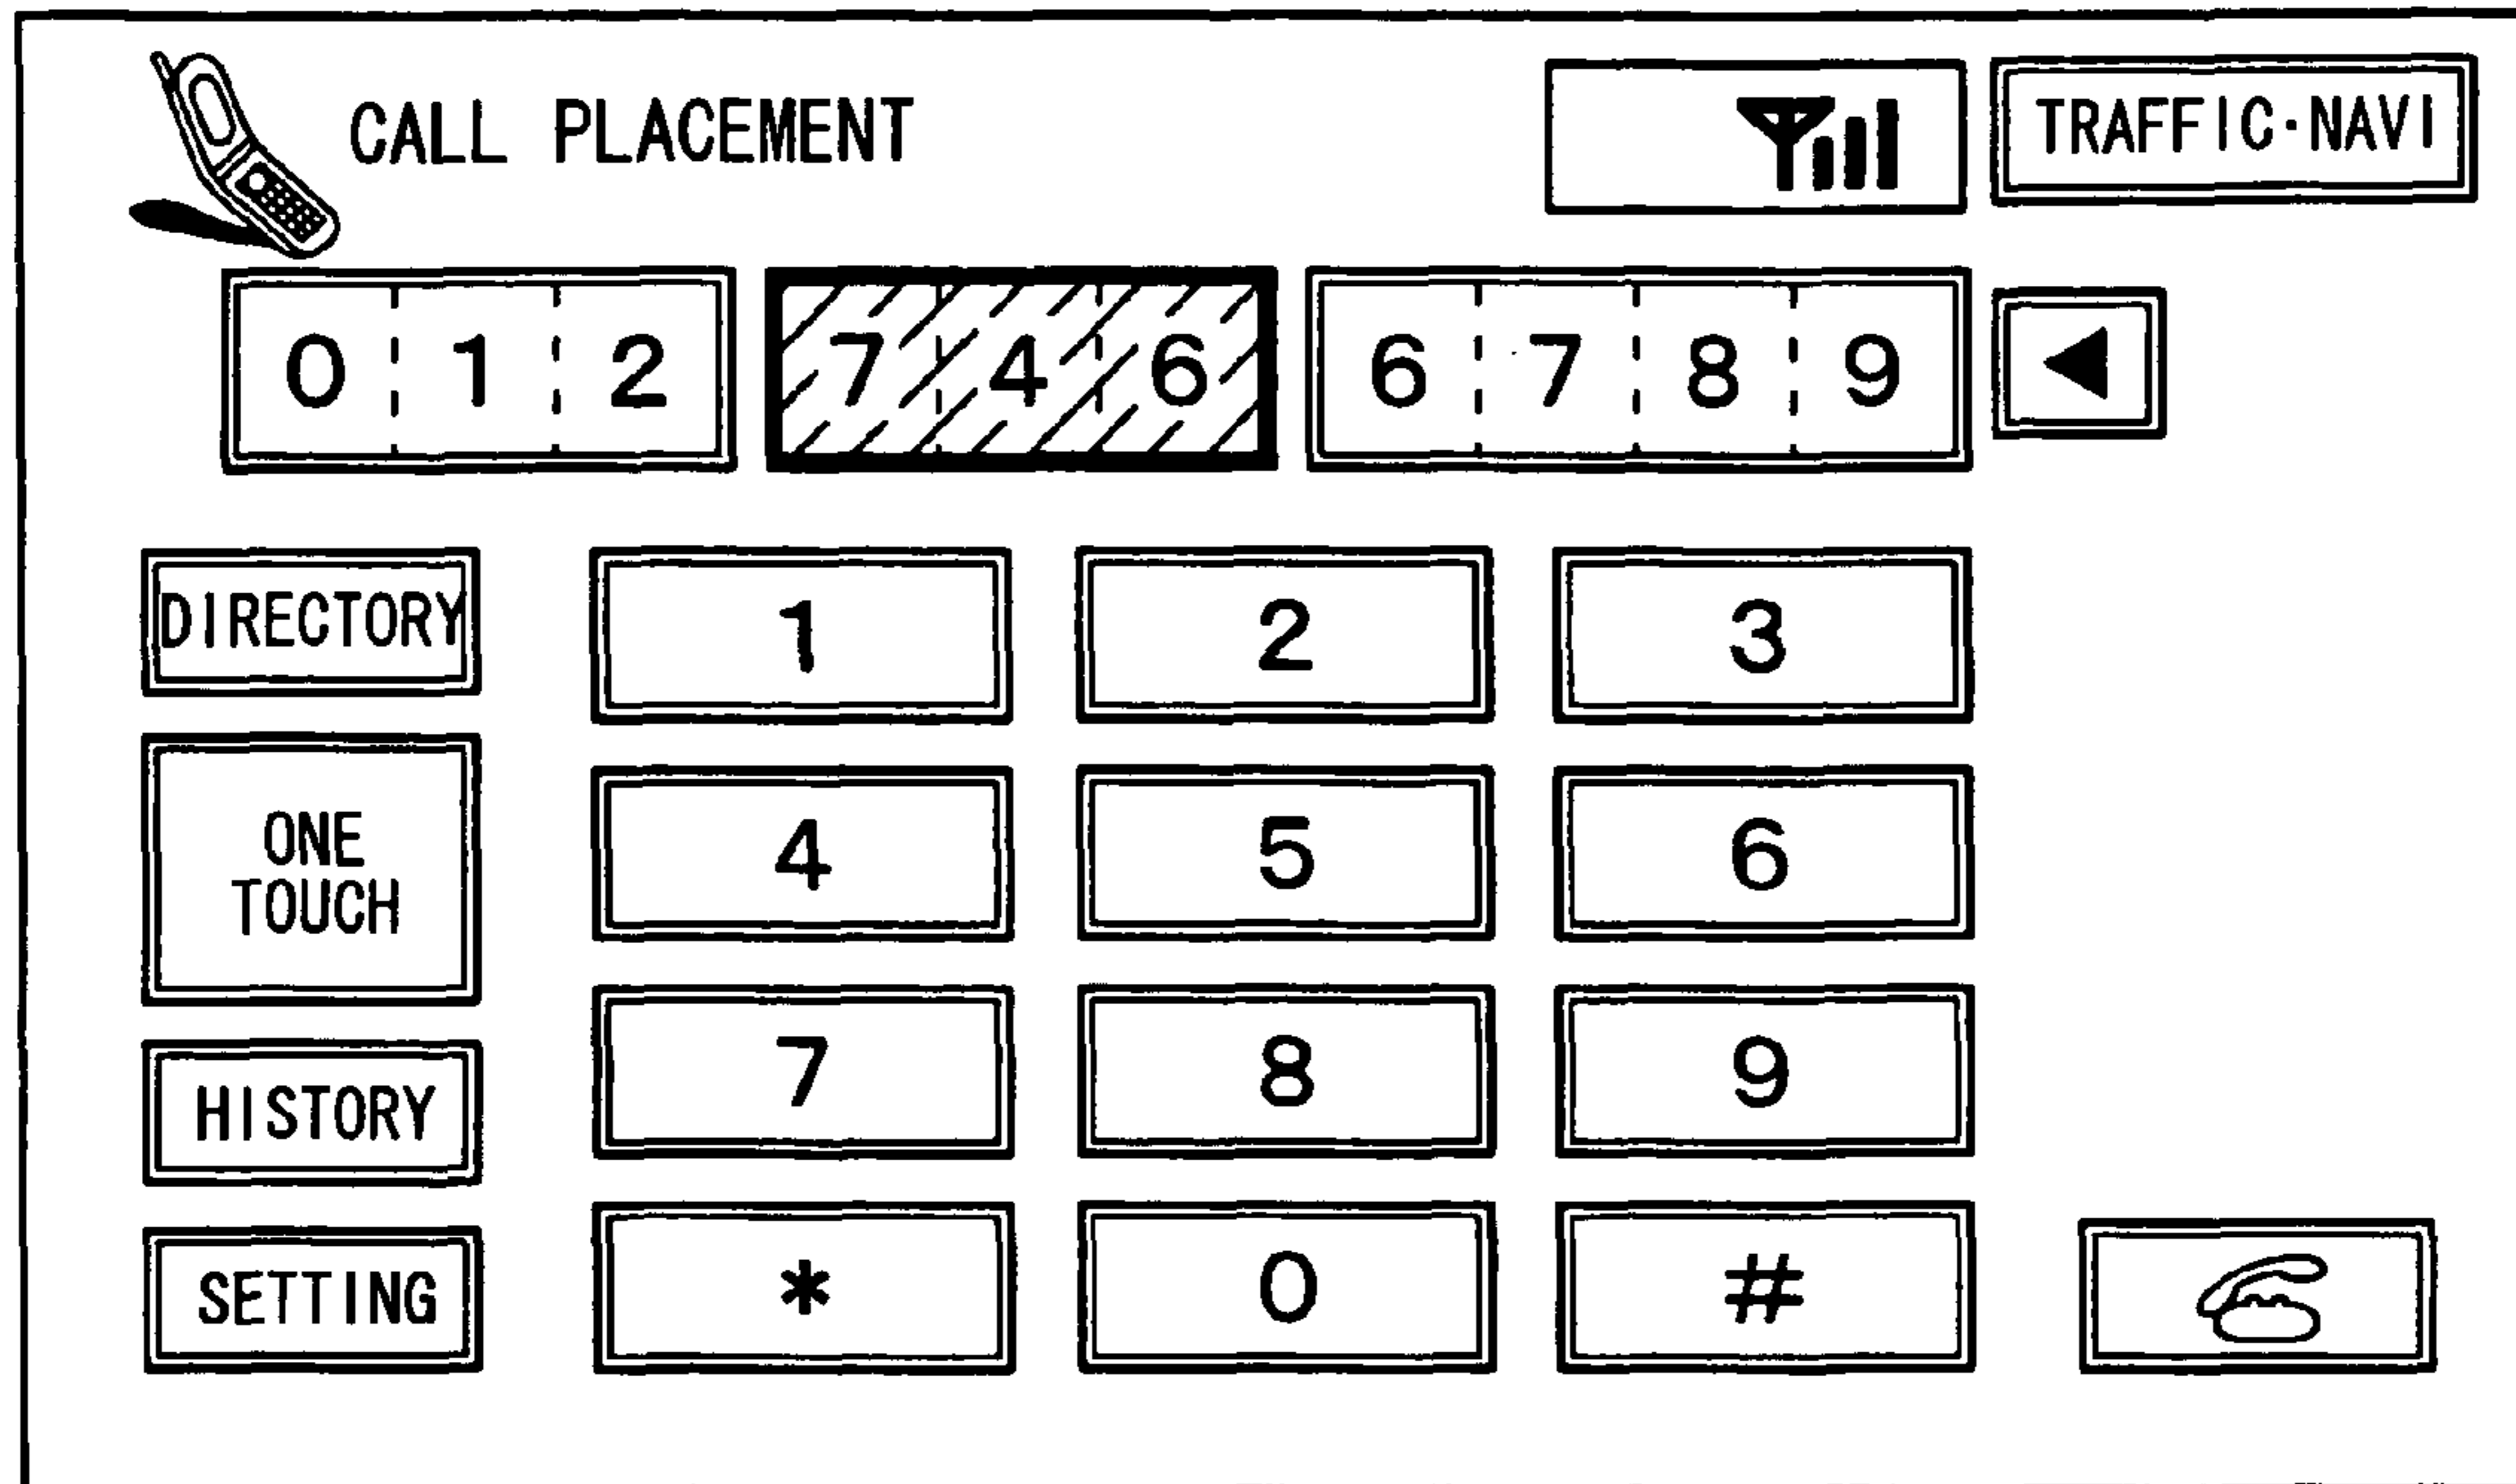 CALL PLACEMENT
TRAFFIC·NAVI
0 1 2 7 4 6 6 7 8 9
DIRECTORY
1 2 3
ONE
TOUCH
4 5 6
HISTORY
7 8 9
SETTING
* 0 #